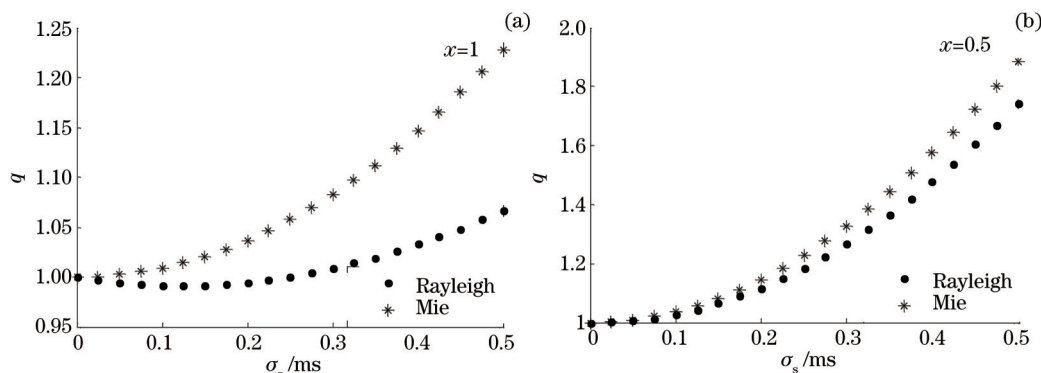 (a)
x=1
q
1.25
1.20
1.15
1.10
1.05
1.00
0.95
Rayleigh
Mie
0 0.1 0.2 0.3 0.4 0.5
/ms
(b)
x=0.5
q
2.0
1.8
1.6
1.4
1.2
1
Rayleigh
Mie
0 0.1 0.2 0.3 0.4 0.5
σs /ms